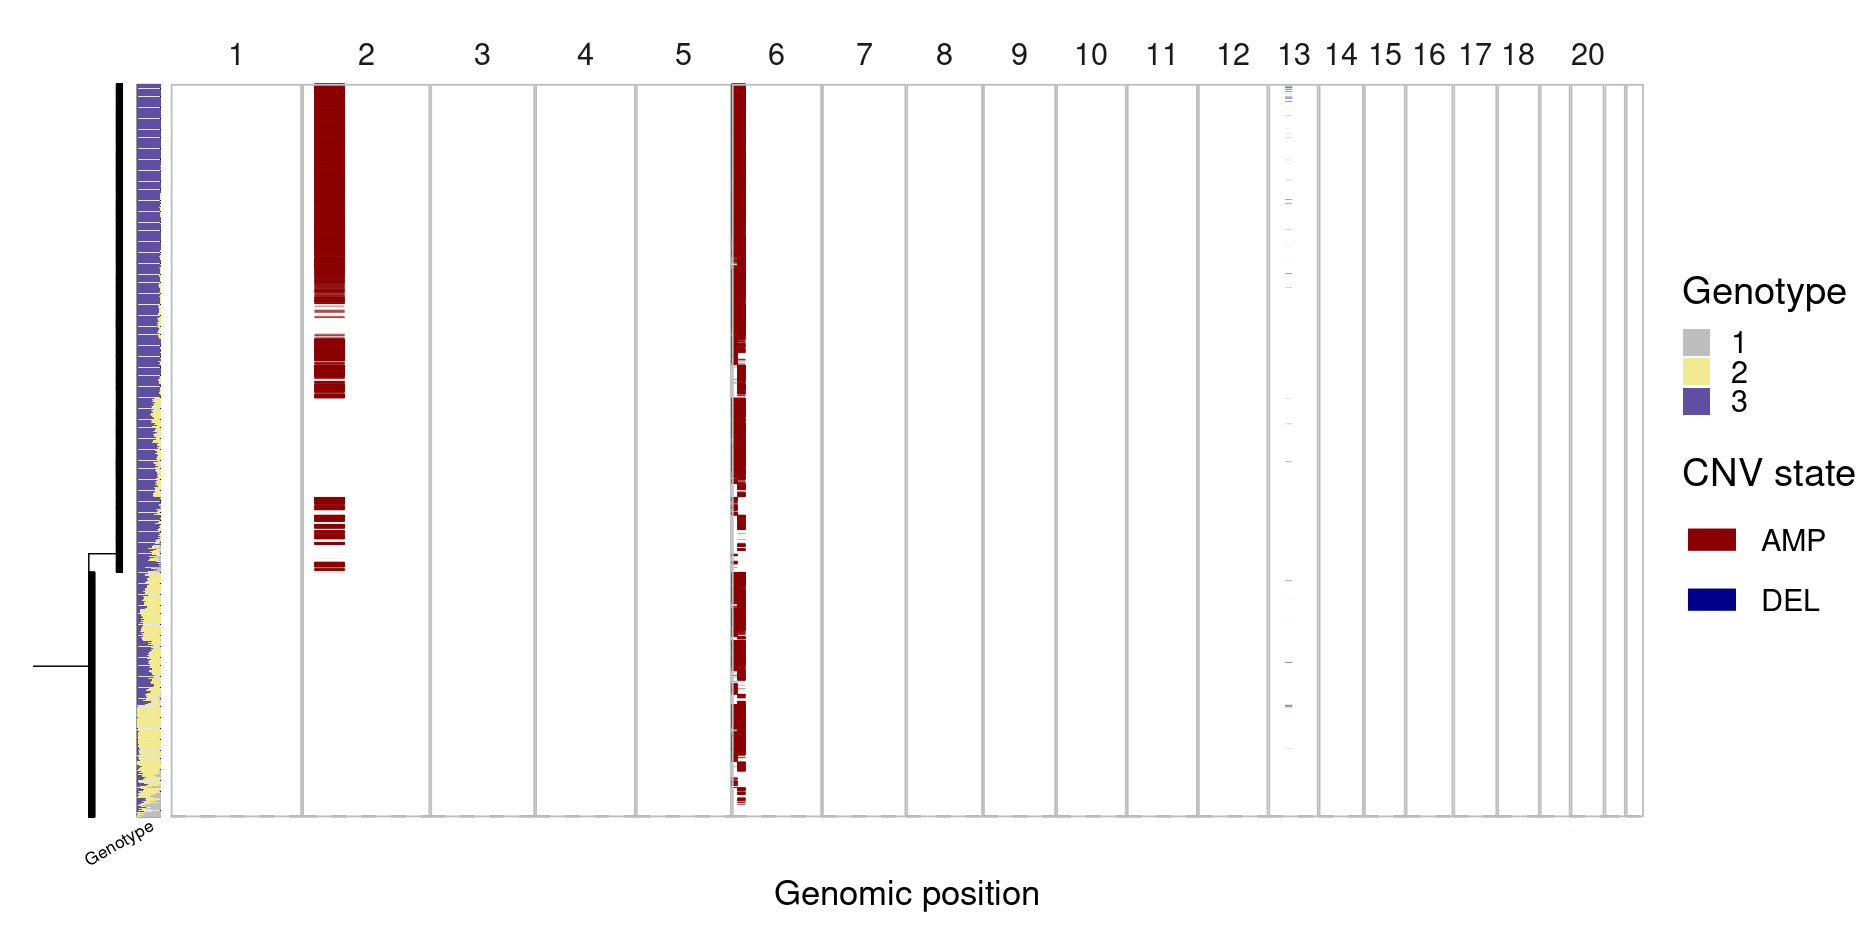 1 2 3 4 5 6 7 8 9 10 11 12 13 14 15 16 17 18 20
Genotype
1
2
3
CNV state
AMP
DEL
Genotype
Genomic position